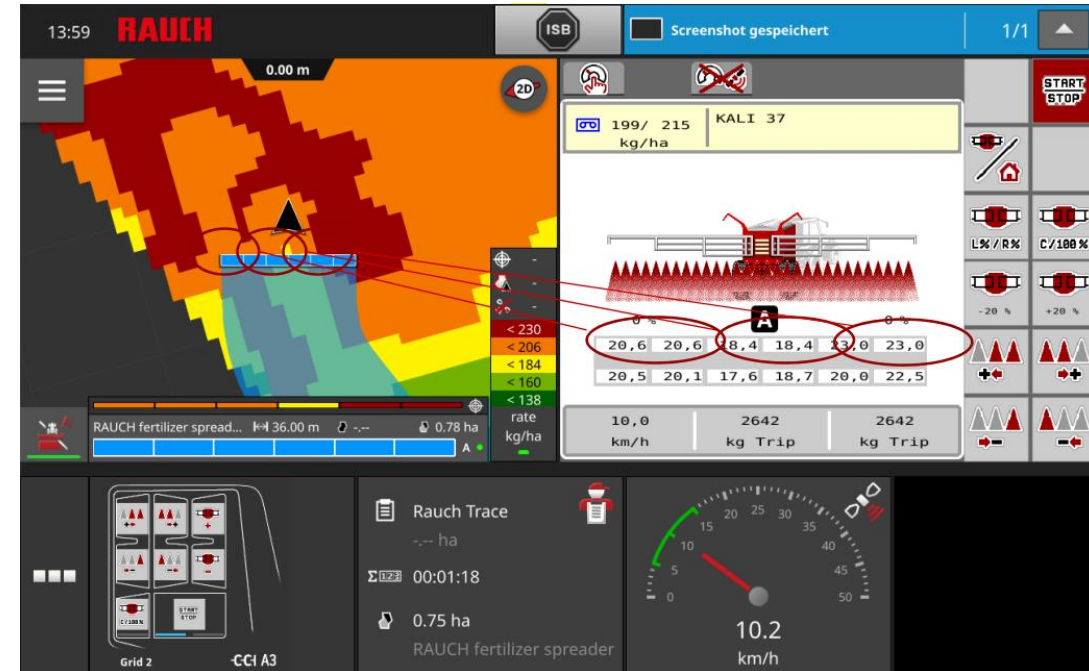 13:59
RAUCH
ISB
Screenshot gespeichert
1/1
0.00 m
2D
START
STOP
199/ 215
kg/ha
KALI 37
L%/R%
C/100%
-20 %
+20 %
0 %
A
0 %
20,6 20,6 18,4 18,4 23,0 23,0
20,5 20,1 17,6 18,7 20,0 22,5
-
-
-
< 230
< 206
< 184
< 160
< 138
rate
kg/ha
RAUCH fertilizer spread...
36.00 m
-,--
0.78 ha
A
10,0
km/h
2642
kg Trip
2642
kg Trip
C/100%
START
STOP
Grid 2
CCI A3
Rauch Trace
-.-- ha
Σ123
00:01:18
0.75 ha
RAUCH fertilizer spreader
0
5
10
15
20
25
30
35
40
45
50
10.2
km/h